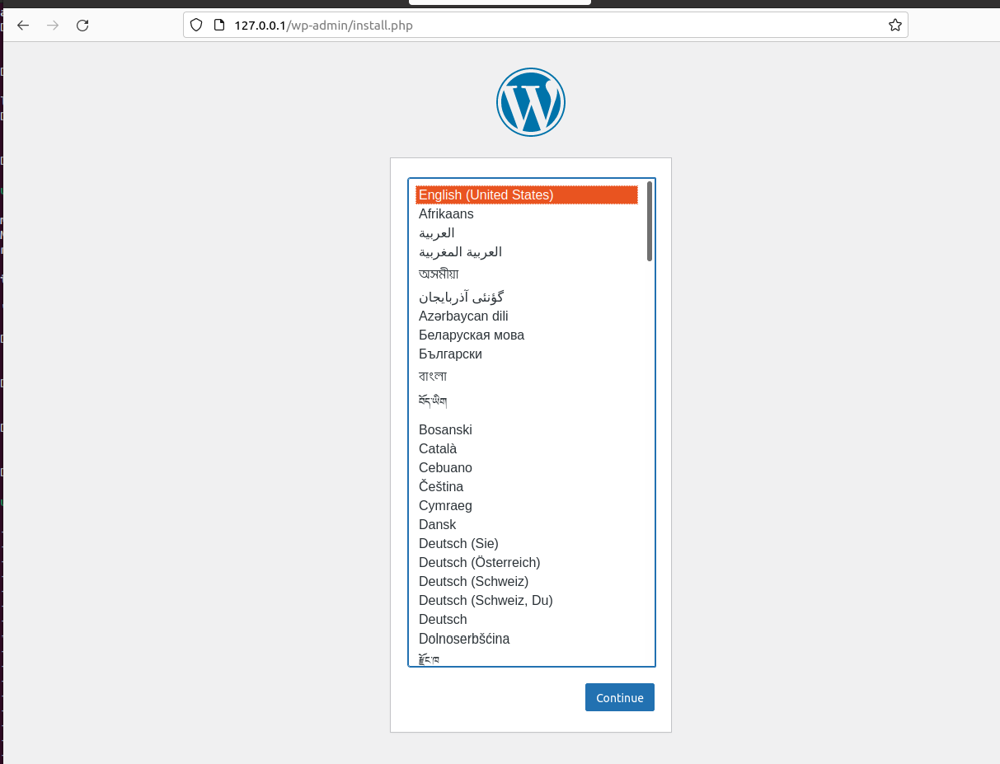 127.0.0.1/wp-admin/install.php
English (United States)
Afrikaans
العربية
العربية المغربية
অসমীয়া
گؤنئی آذربایجان
Azərbaycan dili
Беларуская мова
Български
বাংলা
བོད་ཡིག
Bosanski
Català
Cebuano
Čeština
Cymraeg
Dansk
Deutsch (Sie)
Deutsch (Österreich)
Deutsch (Schweiz)
Deutsch (Schweiz, Du)
Deutsch
Dolnoserbšćina
རྫོང་ཁ
Continue